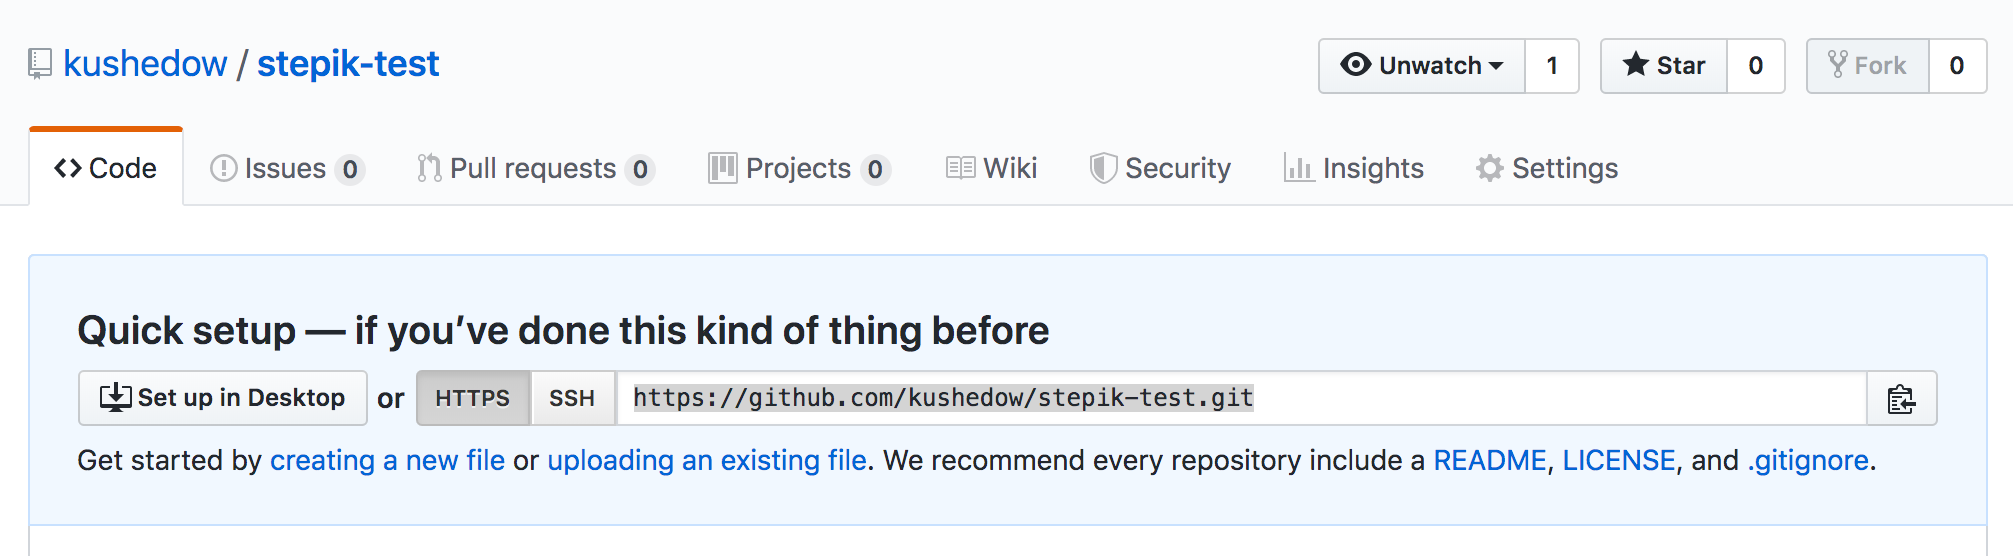 kushedow / stepik-test
Unwatch 1 Star 0 Fork 0
Code Issues 0 Pull requests 0 Projects 0 Wiki Security Insights Settings
Quick setup — if you’ve done this kind of thing before
Set up in Desktop or HTTPS SSH https://github.com/kushedow/stepik-test.git
Get started by creating a new file or uploading an existing file. We recommend every repository include a README, LICENSE, and .gitignore.